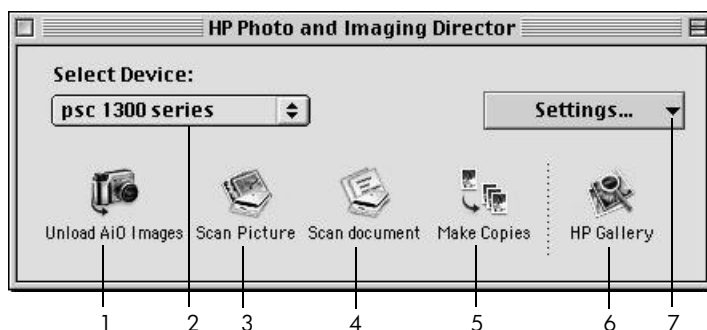 HP Photo and Imaging Director
Select Device:
psc 1300 series
Settings...
Unload AiO Images Scan Picture Scan document Make Copies HP Gallery
1 2 3 4 5 6 7